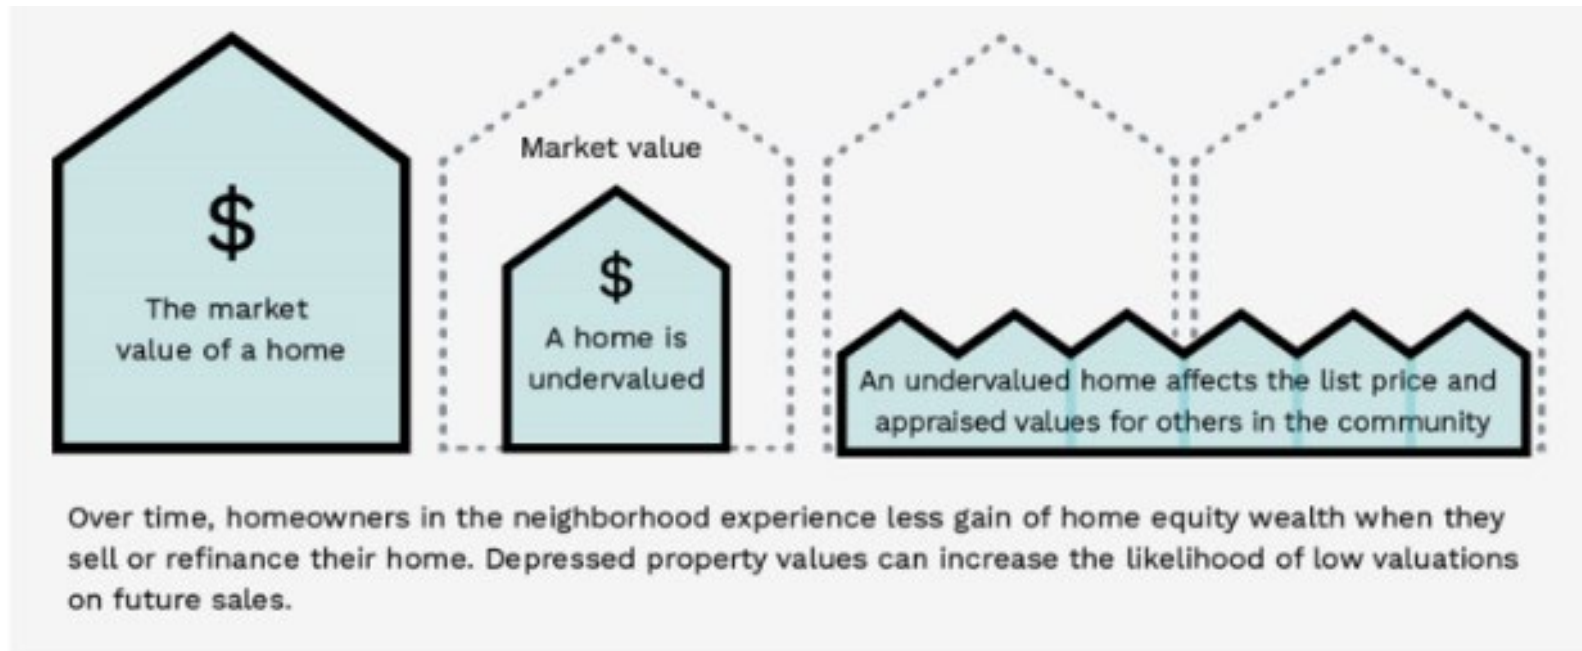 $
The market
value of a home
Market value
$
A home is
undervalued
An undervalued home affects the list price and
appraised values for others in the community
Over time, homeowners in the neighborhood experience less gain of home equity wealth when they
sell or refinance their home. Depressed property values can increase the likelihood of low valuations
on future sales.